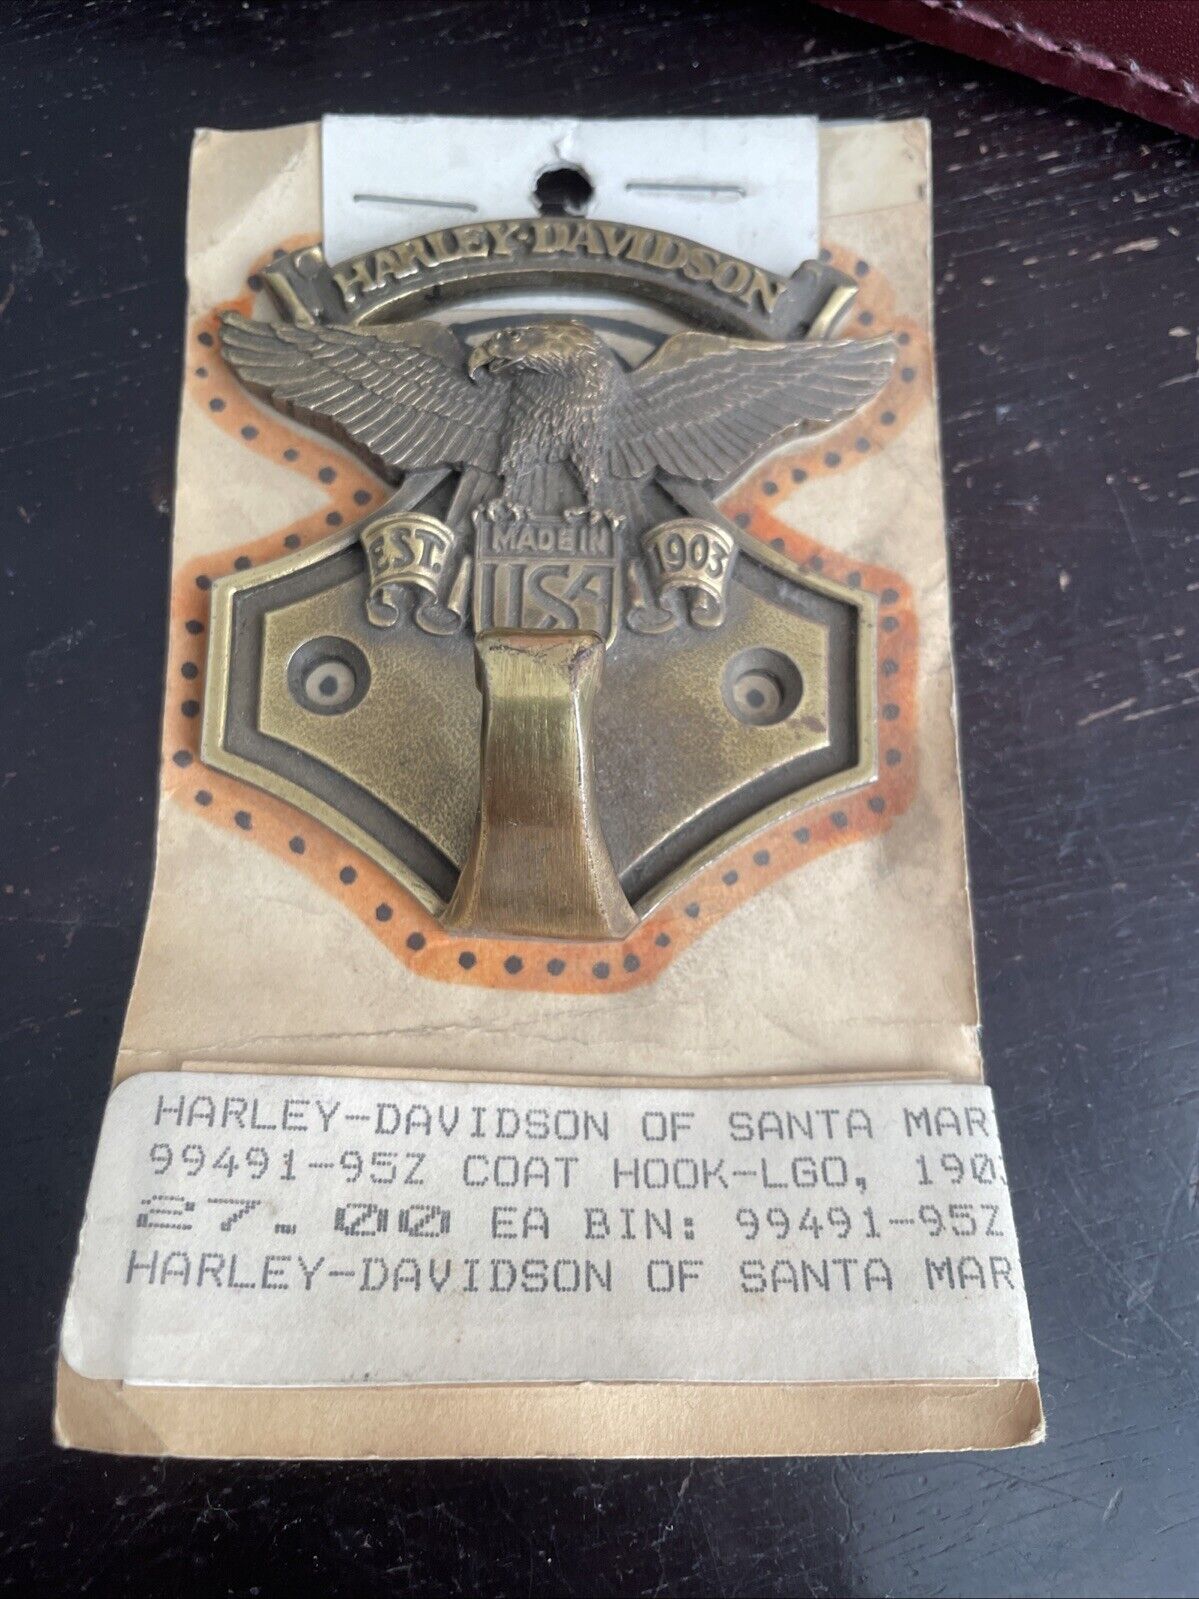 HARLEY·DAVIDSON
EST.
MADE IN
USA
1903
HARLEY-DAVIDSON OF SANTA MAR
99491-95Z COAT HOOK-LGO, 1903
27.00 EA BIN: 99491-95Z
HARLEY-DAVIDSON OF SANTA MAR